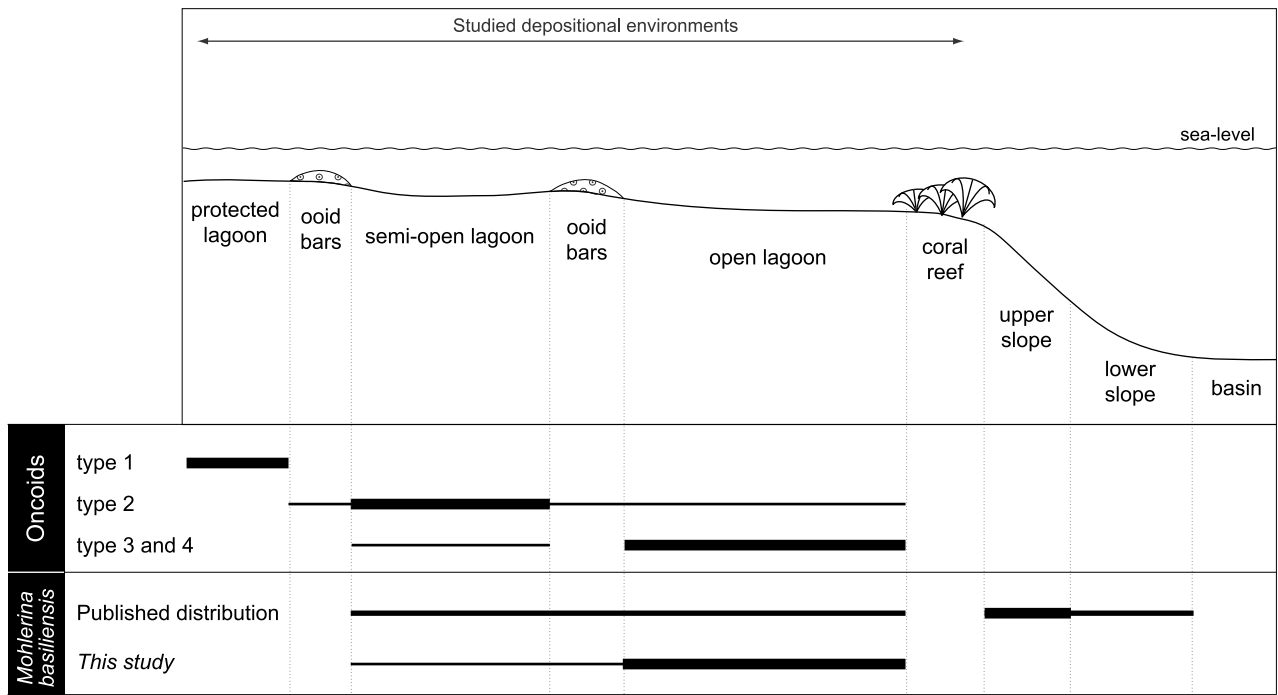 Studied depositional environments
sea-level
protected
lagoon
ooid
bars
semi-open lagoon
ooid
bars
open lagoon
coral
reef
upper
slope
lower
slope
basin
Oncoids
type 1
type 2
type 3 and 4
Mohlerina
basiliensis
Published distribution
This study